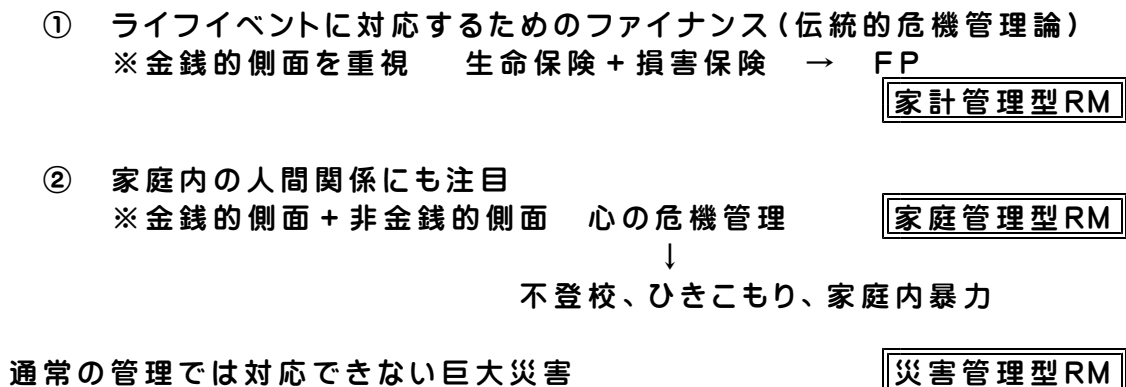 ① ライフイベントに対応するためのファイナンス(伝統的危機管理論)
※金銭的側面を重視 生命保険+損害保険 → FP
家計管理型RM
② 家庭内の人間関係にも注目
※金銭的側面+非金銭的側面 心の危機管理 家庭管理型RM
↓
不登校、ひきこもり、家庭内暴力
通常の管理では対応できない巨大災害 災害管理型RM